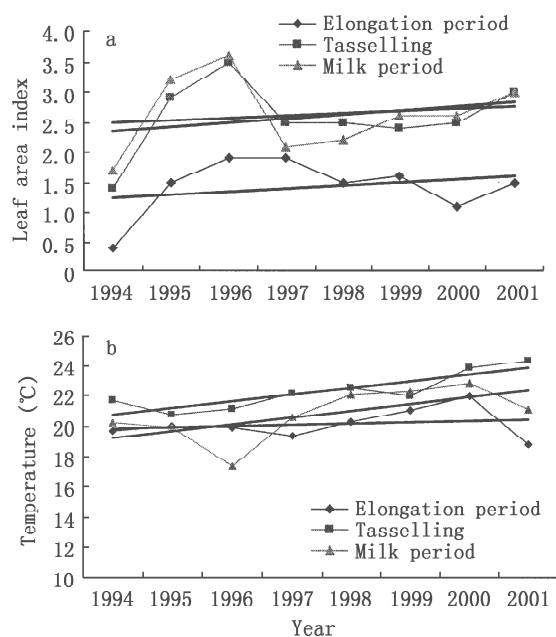 a
Elongation period
Tasselling
Milk period
Leaf area index
4.0
3.5
3.0
2.5
2.0
1.5
1.0
0.5
0
1994 1995 1996 1997 1998 1999 2000 2001
b
Temperature (℃)
26
24
22
20
18
16
14
12
10
Elongation period
Tasselling
Milk period
1994 1995 1996 1997 1998 1999 2000 2001
Year